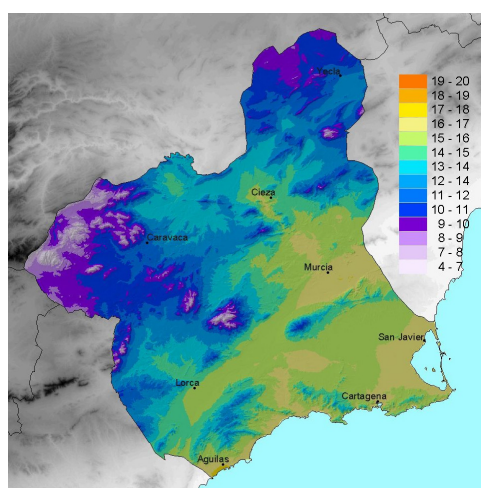 Yecla
19 - 20
18 - 19
17 - 18
16 - 17
15 - 16
14 - 15
13 - 14
12 - 14
11 - 12
10 - 11
9 - 10
8 - 9
7 - 8
4 - 7
Cieza
Caravaca
Murcia
San Javier
Lorca
Cartagena
Aguilas